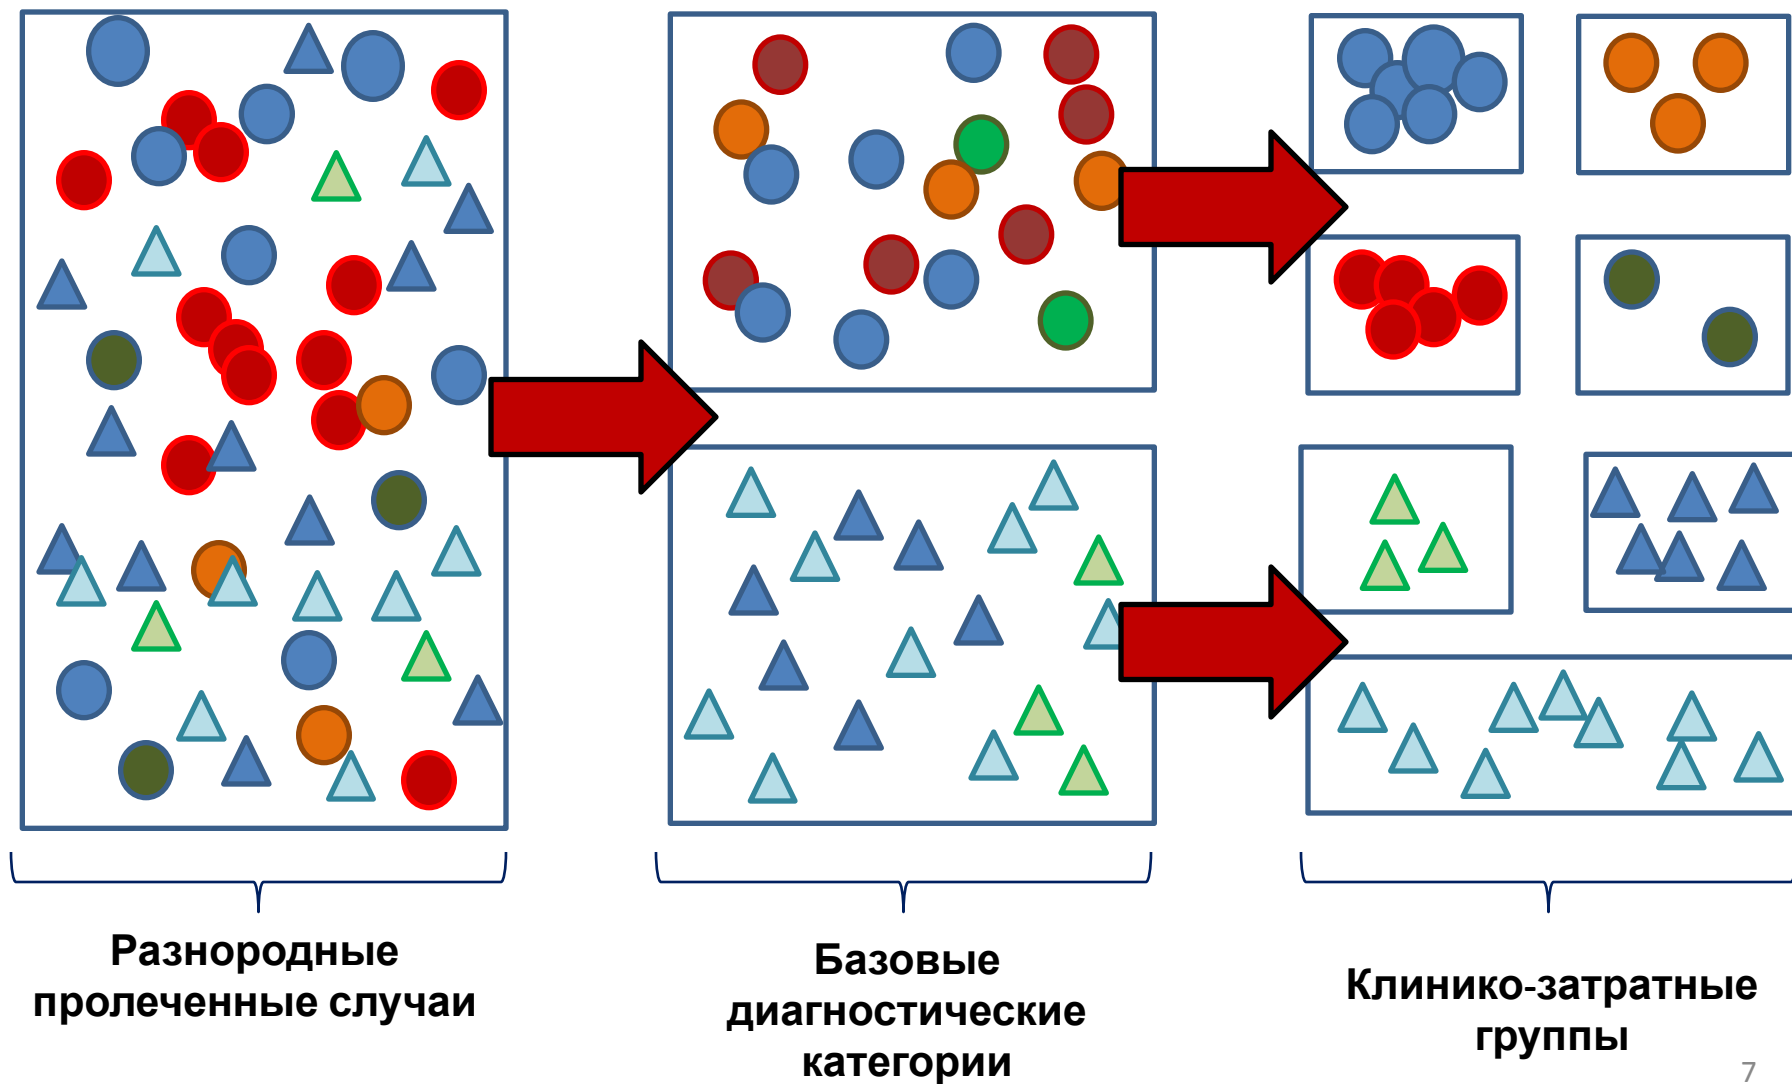 Разнородные
пролеченные случаи
Базовые
диагностические
категории
Клинико-затратные
группы
7